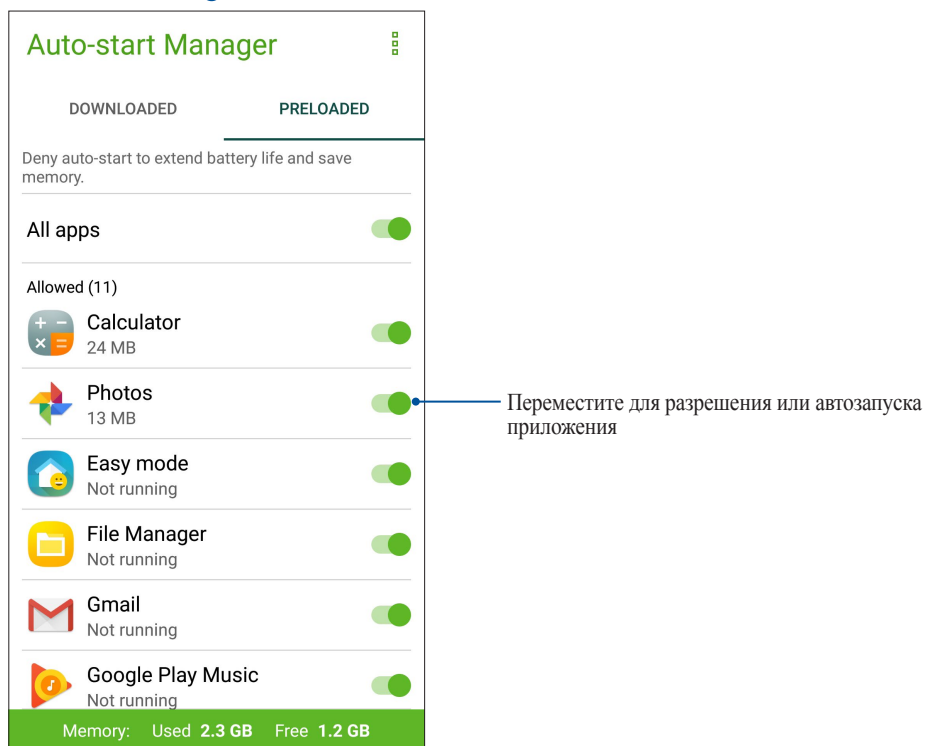 Auto-start Manager
DOWNLOADED PRELOADED
Deny auto-start to extend battery life and save
memory.
All apps
Allowed (11)
Calculator
24 MB
Photos
13 MB
Переместите для разрешения или автозапуска
приложения
Easy mode
Not running
File Manager
Not running
Gmail
Not running
Google Play Music
Not running
Memory: Used 2.3 GB Free 1.2 GB